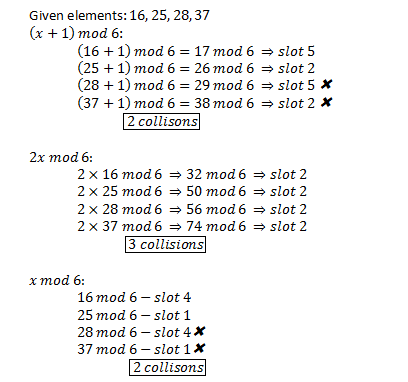 Given elements: 16, 25, 28, 37
(x + 1) mod 6:
(16 + 1) mod 6 = 17 mod 6 ⇒ slot 5
(25 + 1) mod 6 = 26 mod 6 ⇒ slot 2
(28 + 1) mod 6 = 29 mod 6 ⇒ slot 5 ✘
(37 + 1) mod 6 = 38 mod 6 ⇒ slot 2 ✘
2 collisons
2x mod 6:
2 × 16 mod 6 ⇒ 32 mod 6 ⇒ slot 2
2 × 25 mod 6 ⇒ 50 mod 6 ⇒ slot 2
2 × 28 mod 6 ⇒ 56 mod 6 ⇒ slot 2
2 × 37 mod 6 ⇒ 74 mod 6 ⇒ slot 2
3 collisions
x mod 6:
16 mod 6 − slot 4
25 mod 6 − slot 1
28 mod 6 − slot 4 ✘
37 mod 6 − slot 1 ✘
2 collisions